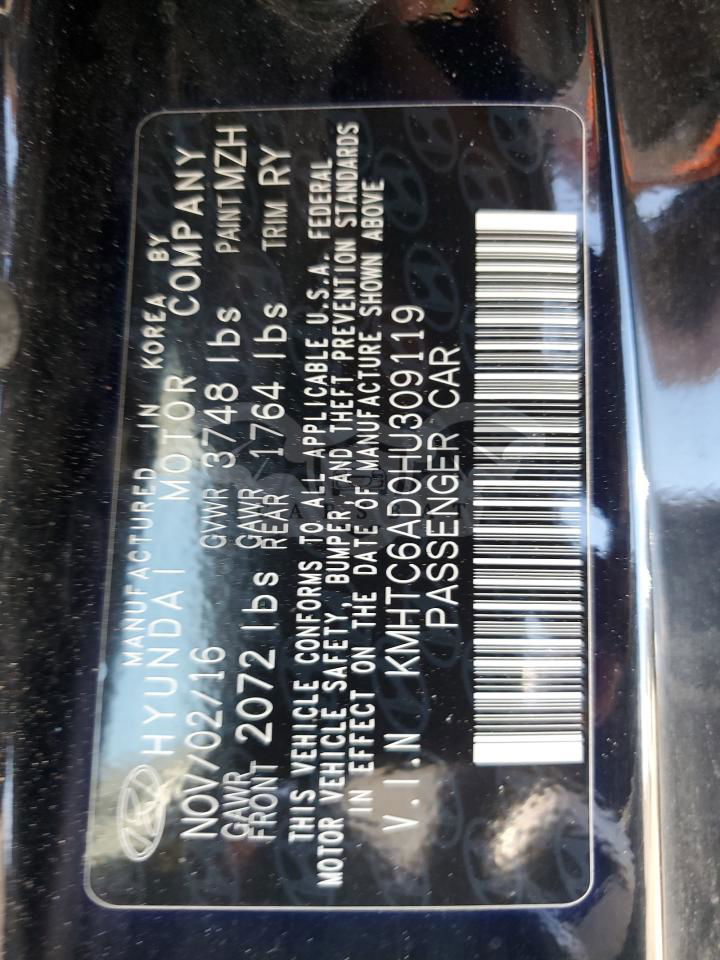 MANUFACTURED IN KOREA BY
HYUNDAI MOTOR COMPANY
NOV/02/16 GVWR 3748 lbs PAINT MZH
GAWR FRONT 2072 lbs GAWR REAR 1764 lbs TRIM RY
THIS VEHICLE CONFORMS TO ALL APPLICABLE U.S.A. FEDERAL
MOTOR VEHICLE SAFETY, BUMPER, AND THEFT PREVENTION STANDARDS
IN EFFECT ON THE DATE OF MANUFACTURE SHOWN ABOVE
V.I.N KMHTC6AD0HU309119
PASSENGER CAR